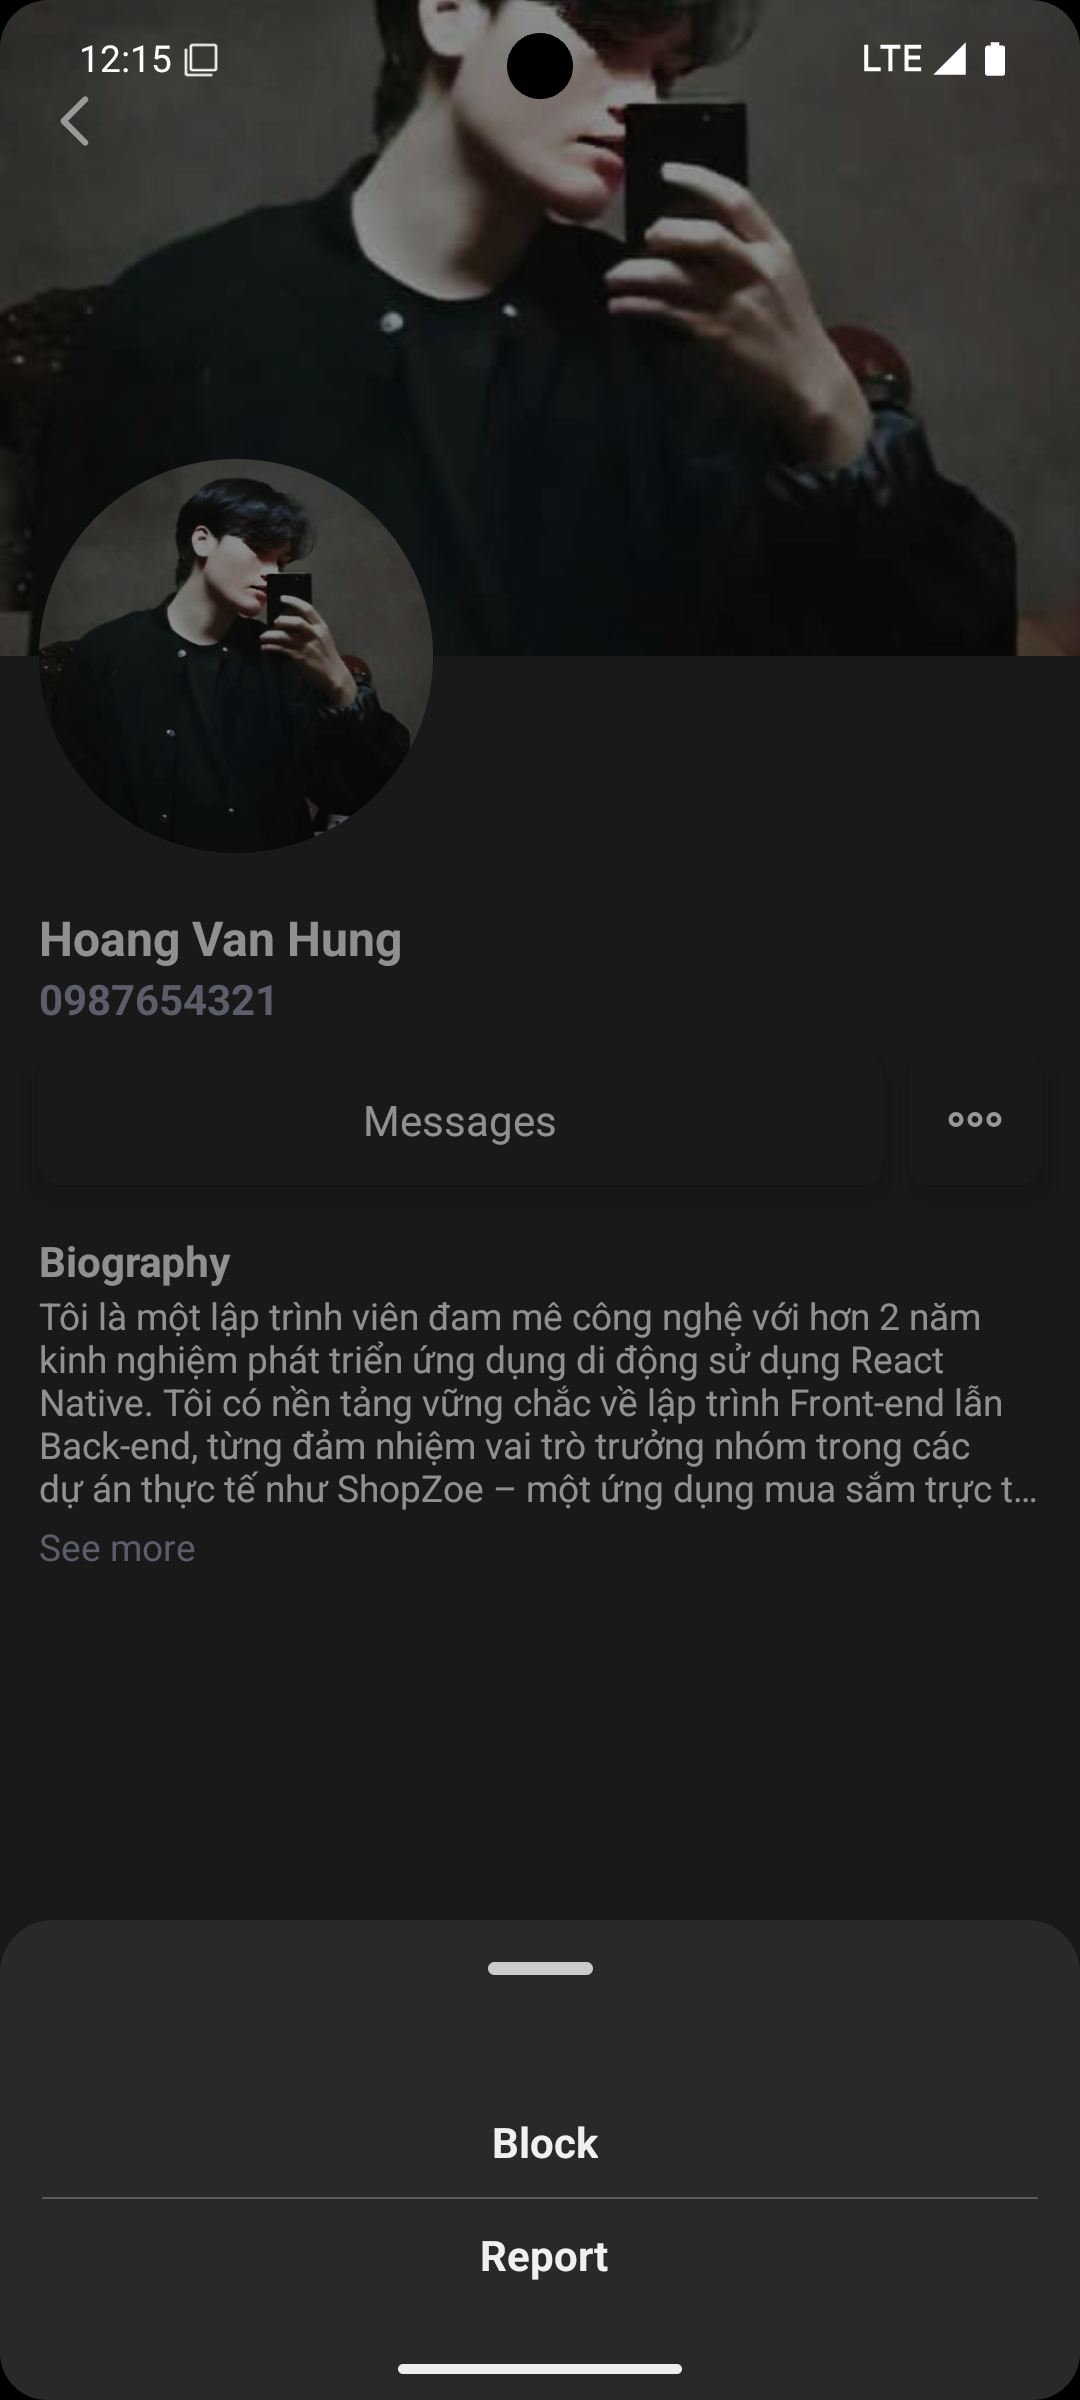 12:15
LTE
Hoang Van Hung
0987654321
Messages
Biography
Tôi là một lập trình viên đam mê công nghệ với hơn 2 năm
kinh nghiệm phát triển ứng dụng di động sử dụng React
Native. Tôi có nền tảng vững chắc về lập trình Front-end lẫn
Back-end, từng đảm nhiệm vai trò trưởng nhóm trong các
dự án thực tế như ShopZoe – một ứng dụng mua sắm trực t...
See more
Block
Report